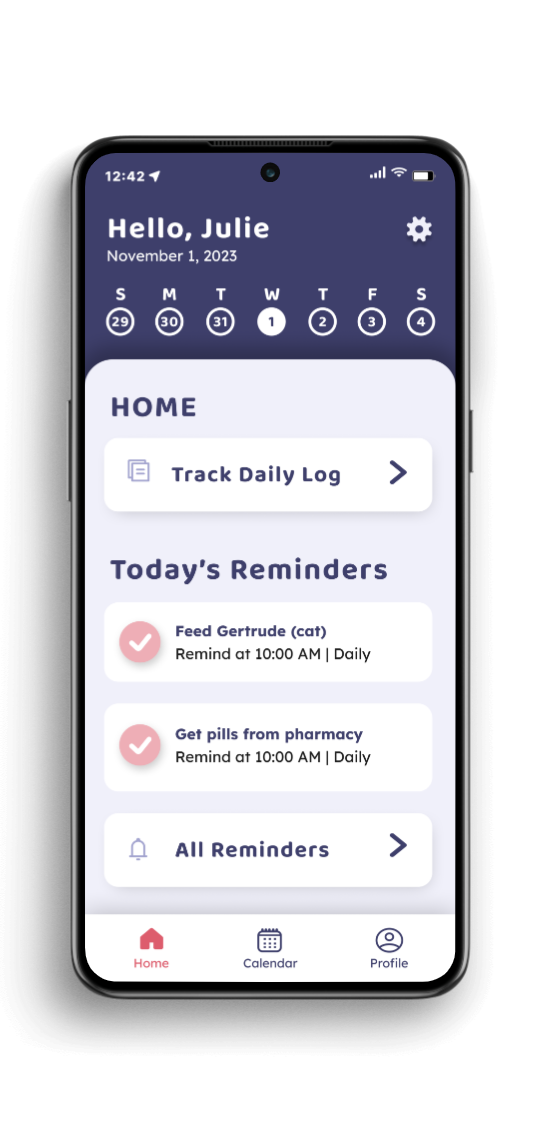 12:42
Hello, Julie
November 1, 2023
S M T W T F S
29 30 31 1 2 3 4
HOME
Track Daily Log
Today's Reminders
Feed Gertrude (cat)
Remind at 10:00 AM | Daily
Get pills from pharmacy
Remind at 10:00 AM | Daily
All Reminders
Home Calendar Profile